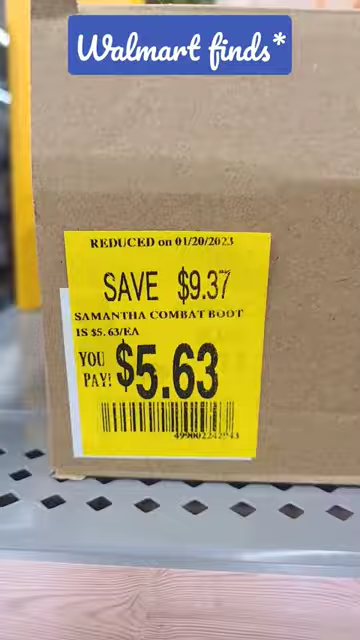 Walmart finds*
REDUCED on 01/20/2023
SAVE $9.37
SAMANTHA COMBAT BOOT
IS $5.63/EA
YOU
PAY! $5.63